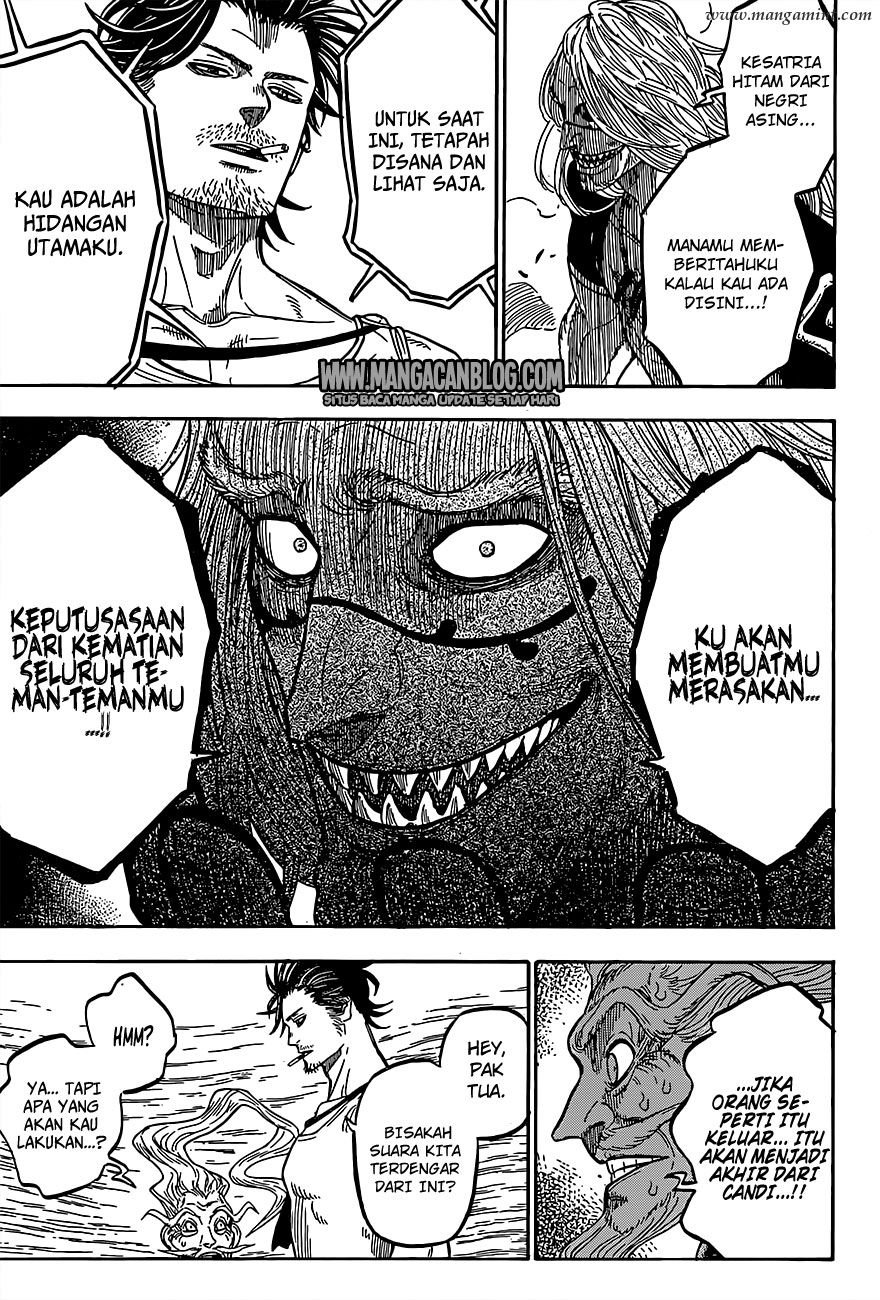 www.mangamint.com
KESATRIA
HITAM DARI
NEGRI
ASING...
MANAMU MEM-
BERITAHUKU
KALAU KAU ADA
DISINI...!
UNTUK SAAT
INI, TETAPAH
DISANA DAN
LIHAT SAJA.
KAU ADALAH
HIDANGAN
UTAMAKU.
WWW.MANGACANBLOG.COM
SITUS BACA MANGA UPDATE SETIAP HARI
KU AKAN
MEMBUATMU
MERASAKAN...
KEPUTUSASAAN
DARI KEMATIAN
SELURUH TE-
MAN-TEMANMU
...!!
...JIKA
ORANG SE-
PERTI ITU
KELUAR... ITU
AKAN MENJADI
AKHIR DARI
CANDI...!!
HEY,
PAK
TUA.
BISAKAH
SUARA KITA
TERDENGAR
DARI INI?
HMM?
YA... TAPI
APA YANG
AKAN KAU
LAKUKAN...?